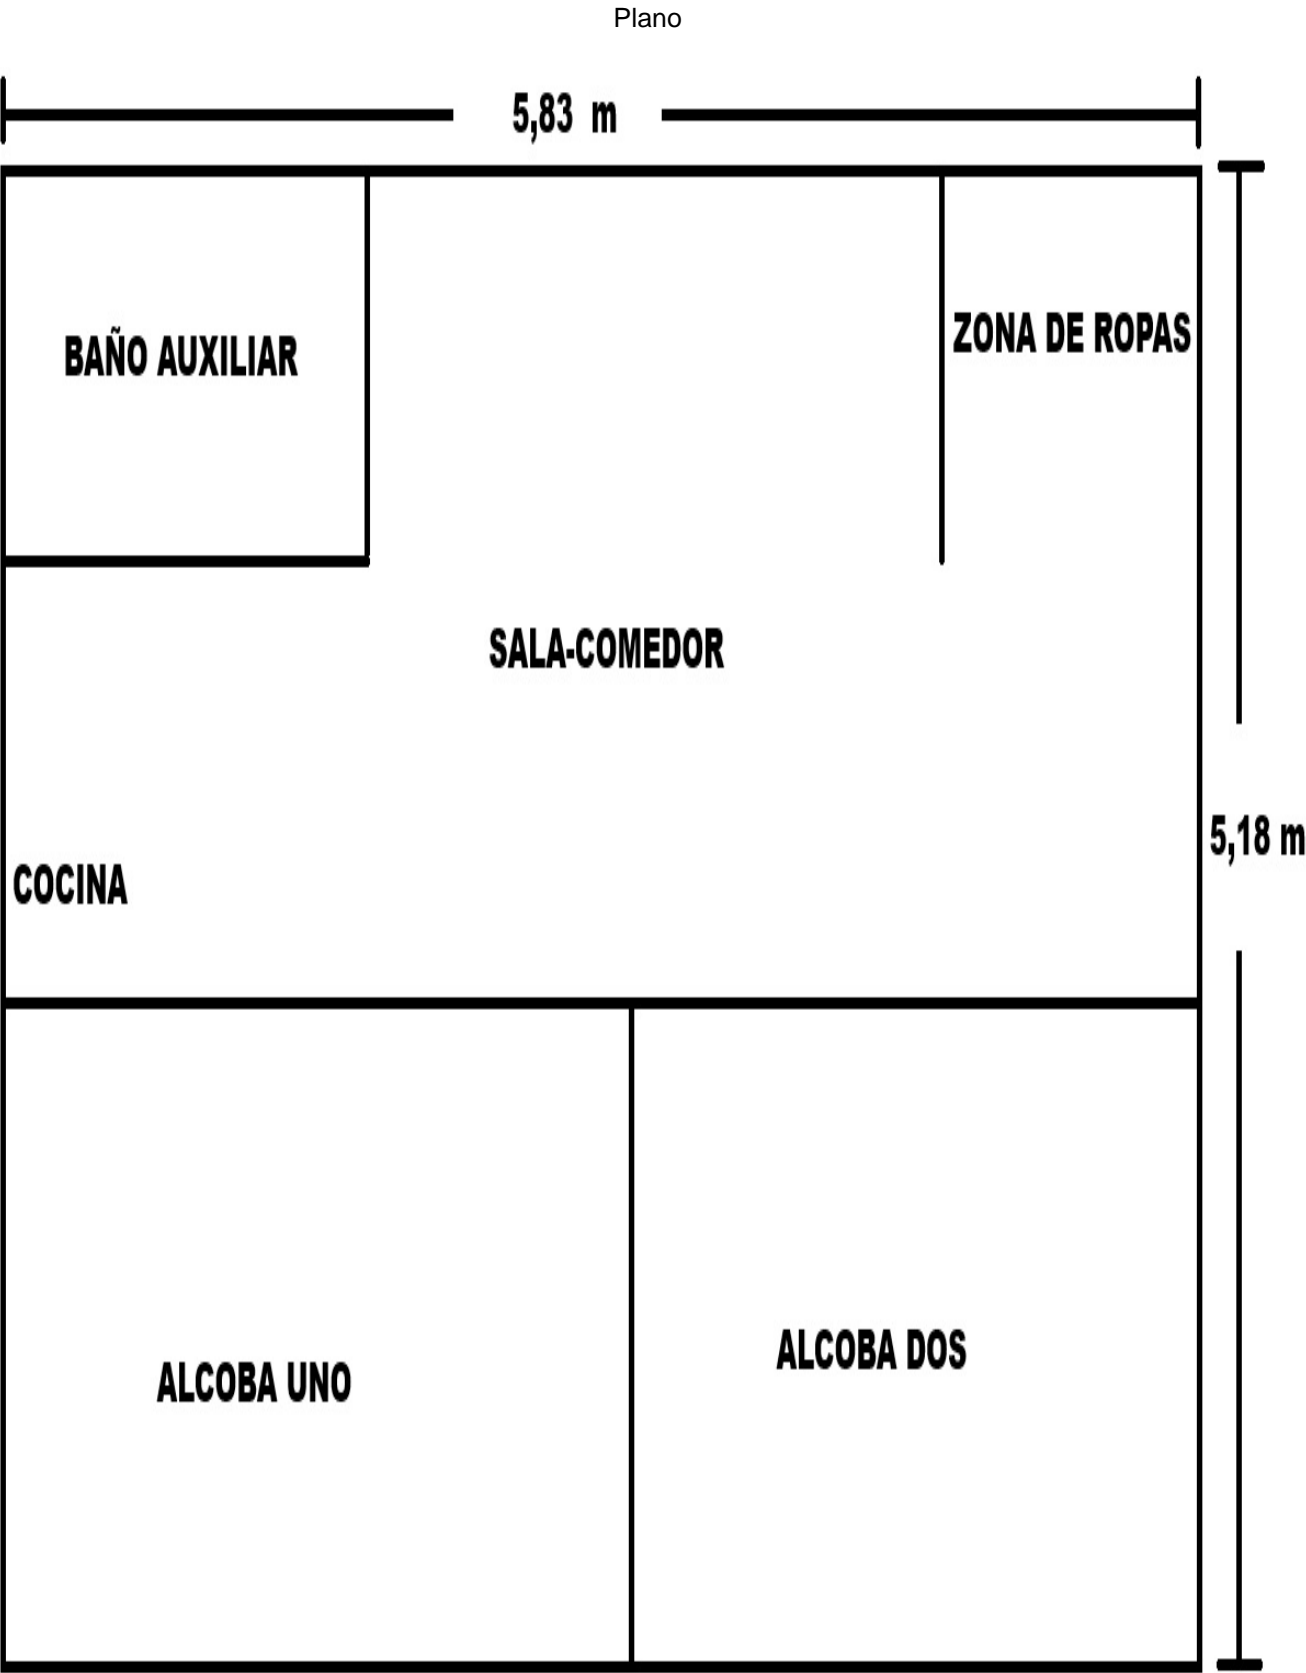 Plano
5,83 m
ZONA DE ROPAS
BAÑO AUXILIAR
SALA-COMEDOR
5,18 m
COCINA
ALCOBA DOS
ALCOBA UNO